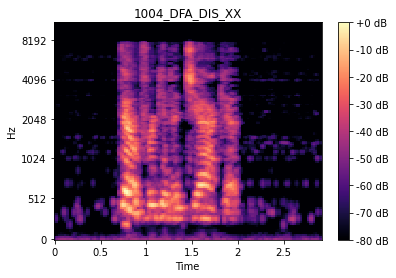 1004_DFA_DIS_XX
+0 dB
8192
-10 dB
4096
-20 dB
-30 dB
2048
Hz
-40 dB
1024
-50 dB
512
-60 dB
-70 dB
0
-80 dB
0 0.5 1 1.5 2 2.5
Time